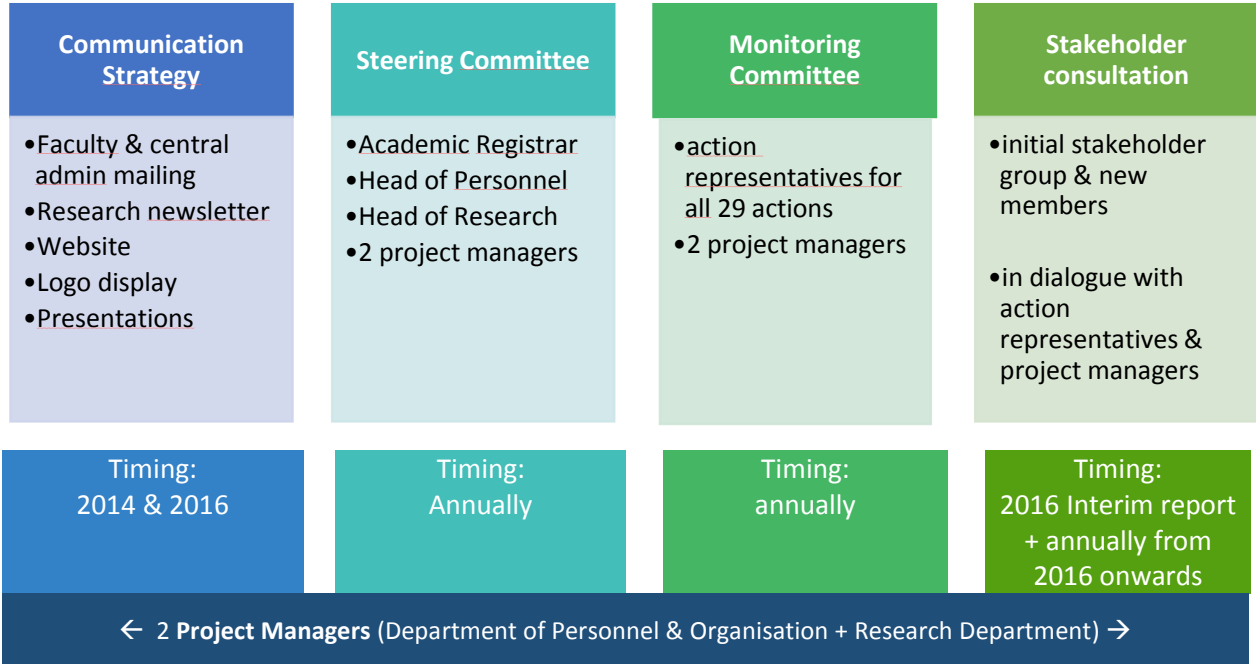 Communication
Strategy
•Faculty & central
admin mailing
•Research newsletter
•Website
•Logo display
•Presentations
Timing:
2014 & 2016
Steering Committee
•Academic Registrar
•Head of Personnel
•Head of Research
•2 project managers
Timing:
Annually
Monitoring
Committee
•action
representatives for
all 29 actions
•2 project managers
Timing:
annually
Stakeholder
consultation
•initial stakeholder
group & new
members
•in dialogue with
action
representatives &
project managers
Timing:
2016 Interim report
+ annually from
2016 onwards
← 2 Project Managers (Department of Personnel & Organisation + Research Department) →